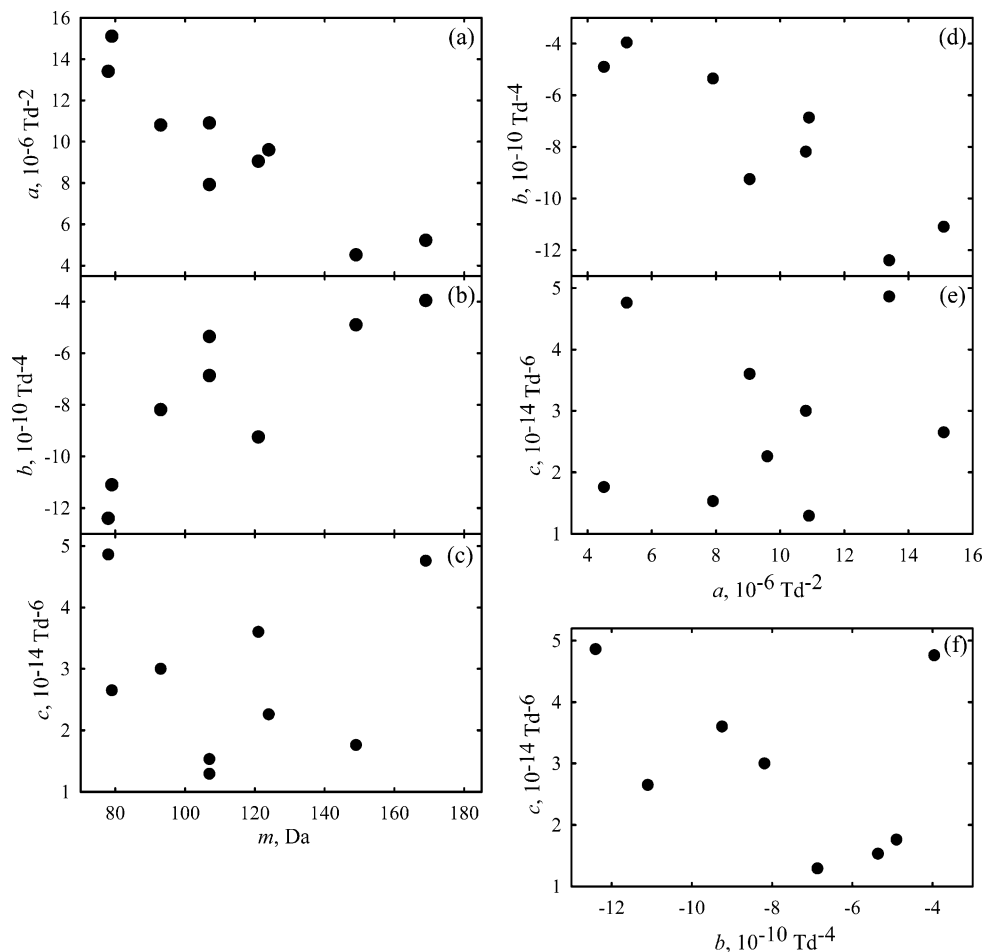 (a)
16
14
12
10
8
6
4
a, 10-6 Td-2
(b)
-4
-6
-8
-10
-12
b, 10-10 Td-4
(c)
5
4
3
2
1
c, 10-14 Td-6
80 100 120 140 160 180
m, Da
(d)
-4
-6
-8
-10
-12
b, 10-10 Td-4
(e)
5
4
3
2
1
c, 10-14 Td-6
4 6 8 10 12 14 16
a, 10-6 Td-2
(f)
5
4
3
2
1
c, 10-14 Td-6
-12 -10 -8 -6 -4
b, 10-10 Td-4